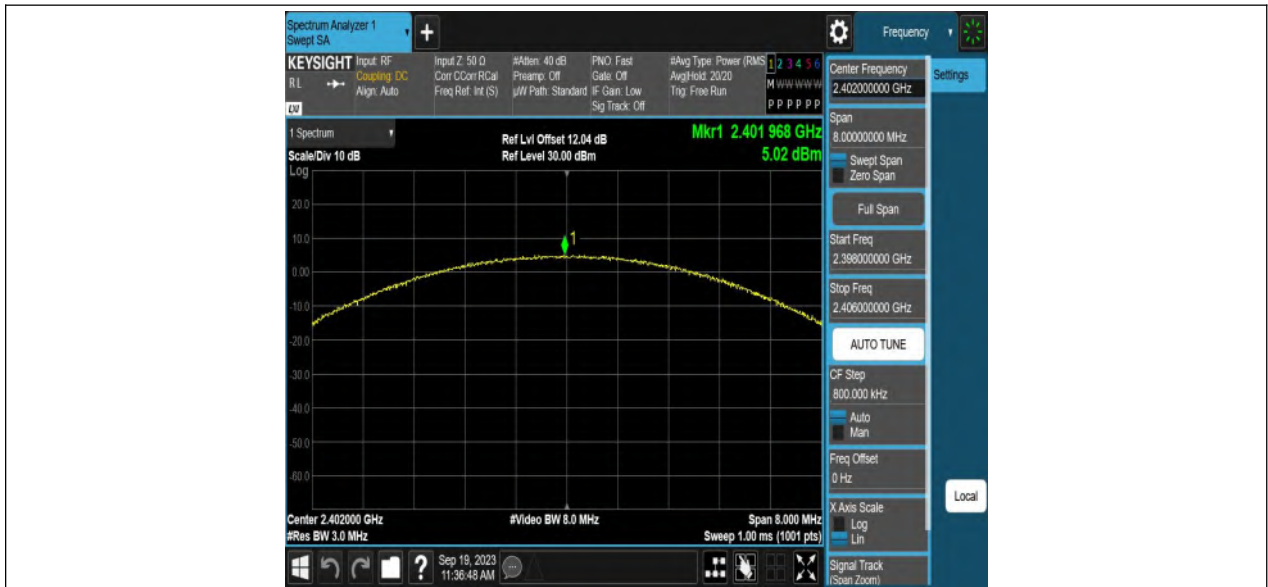 Spectrum Analyzer 1
Swept SA
+
Frequency
KEYSIGHT
RL
LXI
Input: RF
Coupling: DC
Align: Auto
Input Z: 50 Ω
Corr CCorr RCal
Freq Ref: Int (S)
#Atten: 40 dB
Preamp: Off
µW Path: Standard
PNO: Fast
Gate: Off
IF Gain: Low
Sig Track: Off
#Avg Type: Power (RMS
Avg|Hold: 20/20
Trig: Free Run
1 2 3 4 5 6
M W W W W W
P P P P P P
1 Spectrum
Scale/Div 10 dB
Ref Lvl Offset 12.04 dB
Ref Level 30.00 dBm
Mkr1 2.401 968 GHz
5.02 dBm
Log
20.0
10.0
0.00
-10.0
-20.0
-30.0
-40.0
-50.0
-60.0
1
Center 2.402000 GHz
#Res BW 3.0 MHz
#Video BW 8.0 MHz
Span 8.000 MHz
Sweep 1.00 ms (1001 pts)
?
Sep 19, 2023
11:36:48 AM
Center Frequency
2.402000000 GHz
Span
8.00000000 MHz
Swept Span
Zero Span
Full Span
Start Freq
2.398000000 GHz
Stop Freq
2.406000000 GHz
AUTO TUNE
CF Step
800.000 kHz
Auto
Man
Freq Offset
0 Hz
X Axis Scale
Log
Lin
Signal Track
(Span Zoom)
Settings
Local